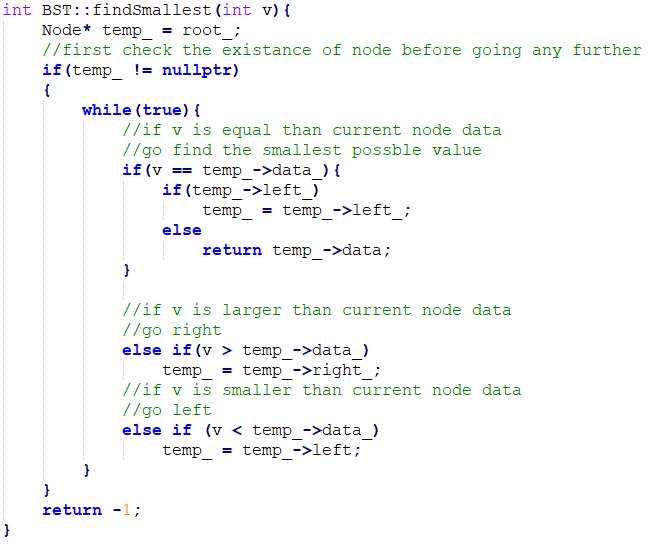 int BST::findSmallest(int v){
    Node* temp_ = root_;
    //first check the existance of node before going any further
    if(temp_ != nullptr)
    {
        while(true){
            //if v is equal than current node data
            //go find the smallest possble value
            if(v == temp_->data_){
                if(temp_->left_)
                    temp_ = temp_->left_;
                else
                    return temp_->data;
            }

            //if v is larger than current node data
            //go right
            else if(v > temp_->data_)
                temp_ = temp_->right_;
            //if v is smaller than current node data
            //go left
            else if (v < temp_->data_)
                temp_ = temp_->left;
        }
    }
    return -1;
}